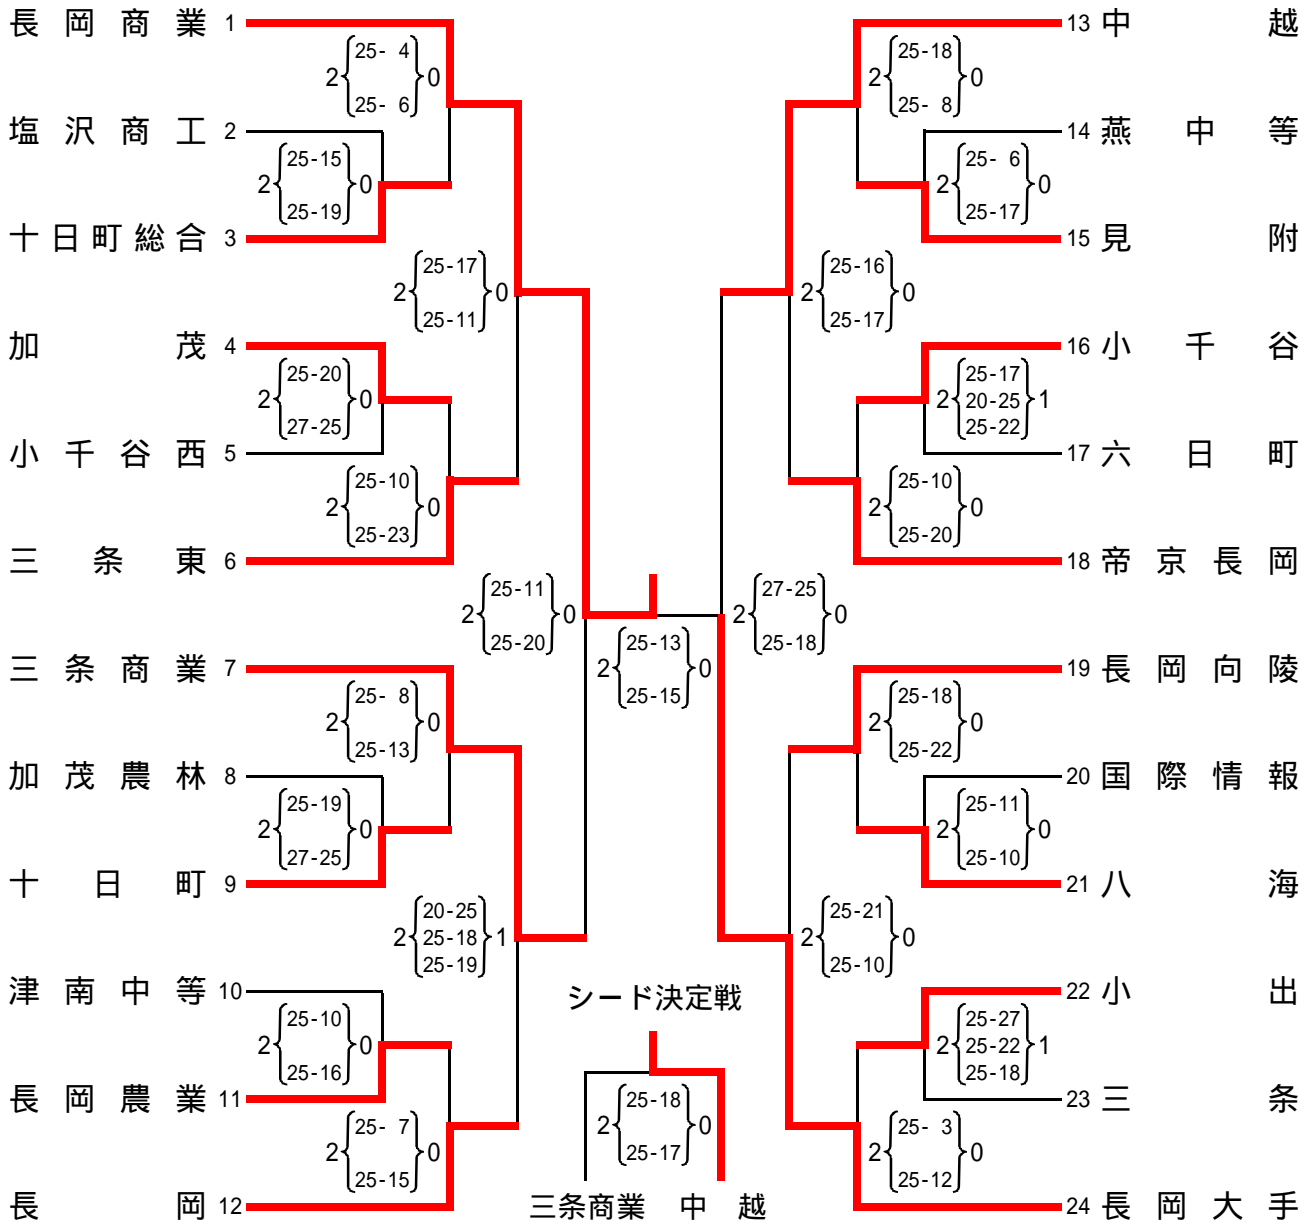 長岡商業 1
2 25- 4 0
25- 6
塩沢商工 2
2 25-15 0
25-19
十日町総合 3
2 25-17 0
25-11
加茂 4
2 25-20 0
27-25
小千谷西 5
2 25-10 0
25-23
三条東 6
2 25-11 0
25-20
三条商業 7
2 25- 8 0
25-13
加茂農林 8
2 25-19 0
27-25
十日町 9
2 20-25 1
25-18
25-19
津南中等 10
2 25-10 0
25-16
長岡農業 11
2 25- 7 0
25-15
長岡 12
2 25-13 0
25-15
13 中越
2 25-18 0
25- 8
14 燕中等
2 25- 6 0
25-17
15 見附
2 25-16 0
25-17
16 小千谷
2 25-17 1
20-25
25-22
17 六日町
2 25-10 0
25-20
18 帝京長岡
2 27-25 0
25-18
19 長岡向陵
2 25-18 0
25-22
20 国際情報
2 25-11 0
25-10
21 八海
2 25-21 0
25-10
22 小出
2 25-27 1
25-22
25-18
23 三条
2 25- 3 0
25-12
24 長岡大手
シード決定戦
2 25-18 0
25-17
三条商業 中越